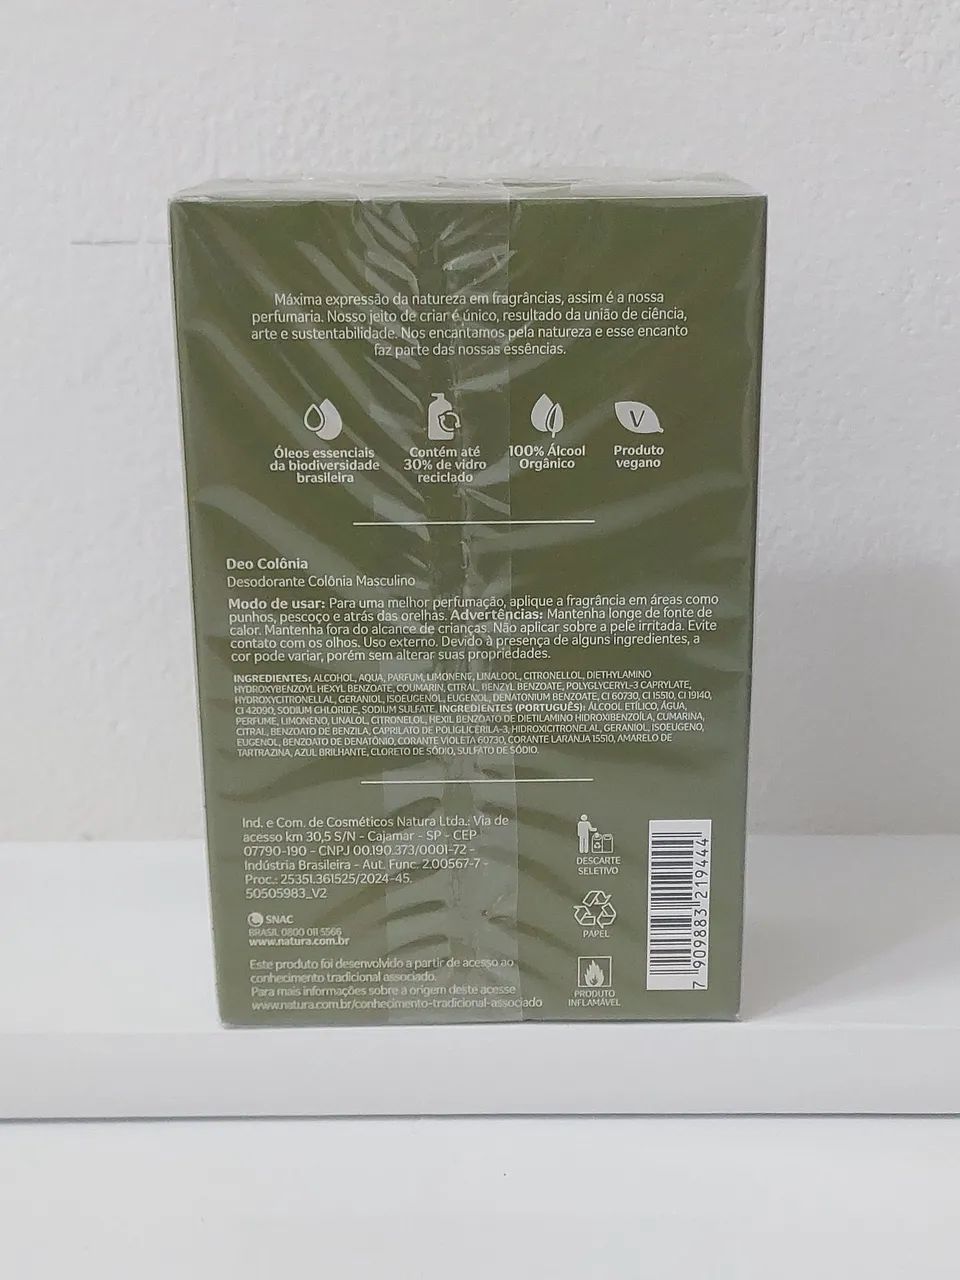 Máxima expressão da natureza em fragrâncias, assim é a nossa
perfumaria. Nosso jeito de criar é único, resultado da união de ciência,
arte e sustentabilidade. Nos encantamos pela natureza e esse encanto
faz parte das nossas essências.
Óleos essenciais
da biodiversidade
brasileira
Contém até
30% de vidro
reciclado
100% Álcool
Orgânico
V
Produto
vegano
Deo Colônia
Desodorante Colônia Masculino
Modo de usar: Para uma melhor perfumação, aplique a fragrância em áreas como
punhos, pescoço e atrás das orelhas. Advertências: Mantenha longe de fonte de
calor. Mantenha fora do alcance de crianças. Não aplicar sobre a pele irritada. Evite
contato com os olhos. Uso externo. Devido à presença de alguns ingredientes, a
cor pode variar, porém sem alterar suas propriedades.
INGREDIENTES: ALCOHOL, AQUA, PARFUM, LIMONENE, LINALOOL, CITRONELLOL, DIETHYLAMINO
HYDROXYBENZOYL HEXYL BENZOATE, COUMARIN, CITRAL, BENZYL BENZOATE, POLYGLYCERYL-3 CAPRYLATE,
HYDROXYCITRONELLAL, GERANIOL, ISOEUGENOL, EUGENOL, DENATONIUM BENZOATE, CI 60730, CI 15510, CI 19140,
CI 42090, SODIUM CHLORIDE, SODIUM SULFATE. INGREDIENTES (PORTUGUÊS): ÁLCOOL ETÍLICO, ÁGUA,
PERFUME, LIMONENO, LINALOL, CITRONELOL, HEXIL BENZOATO DE DIETILAMINO HIDROXIBENZOÍLA, CUMARINA,
CITRAL, BENZOATO DE BENZILA, CAPRILATO DE POLIGLICERILA-3, HIDROXICITRONELAL, GERANIOL, ISOEUGENO,
EUGENOL, BENZOATO DE DENATÔNIO, CORANTE VIOLETA 60730, CORANTE LARANJA 15510, AMARELO DE
TARTRAZINA, AZUL BRILHANTE, CLORETO DE SÓDIO, SULFATO DE SÓDIO.
Ind. e Com. de Cosméticos Natura Ltda.: Via de
acesso km 30,5 S/N - Cajamar - SP - CEP
07790-190 - CNPJ 00.190.373/0001-72 -
Indústria Brasileira - Aut. Func. 2.00567-7 -
Proc.: 25351.361525/2024-45.
50505983_V2
SNAC
BRASIL 0800 011 5566
www.natura.com.br
Este produto foi desenvolvido a partir de acesso ao
conhecimento tradicional associado.
Para mais informações sobre a origem deste acesse
www.natura.com.br/conhecimento-tradicional-associado
DESCARTE
SELETIVO
PAPEL
PRODUTO
INFLAMÁVEL
7 909883 219444